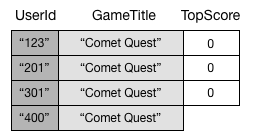 UserId GameTitle TopScore
“123” “Comet Quest” 0
“201” “Comet Quest” 0
“301” “Comet Quest” 0
“400” “Comet Quest”